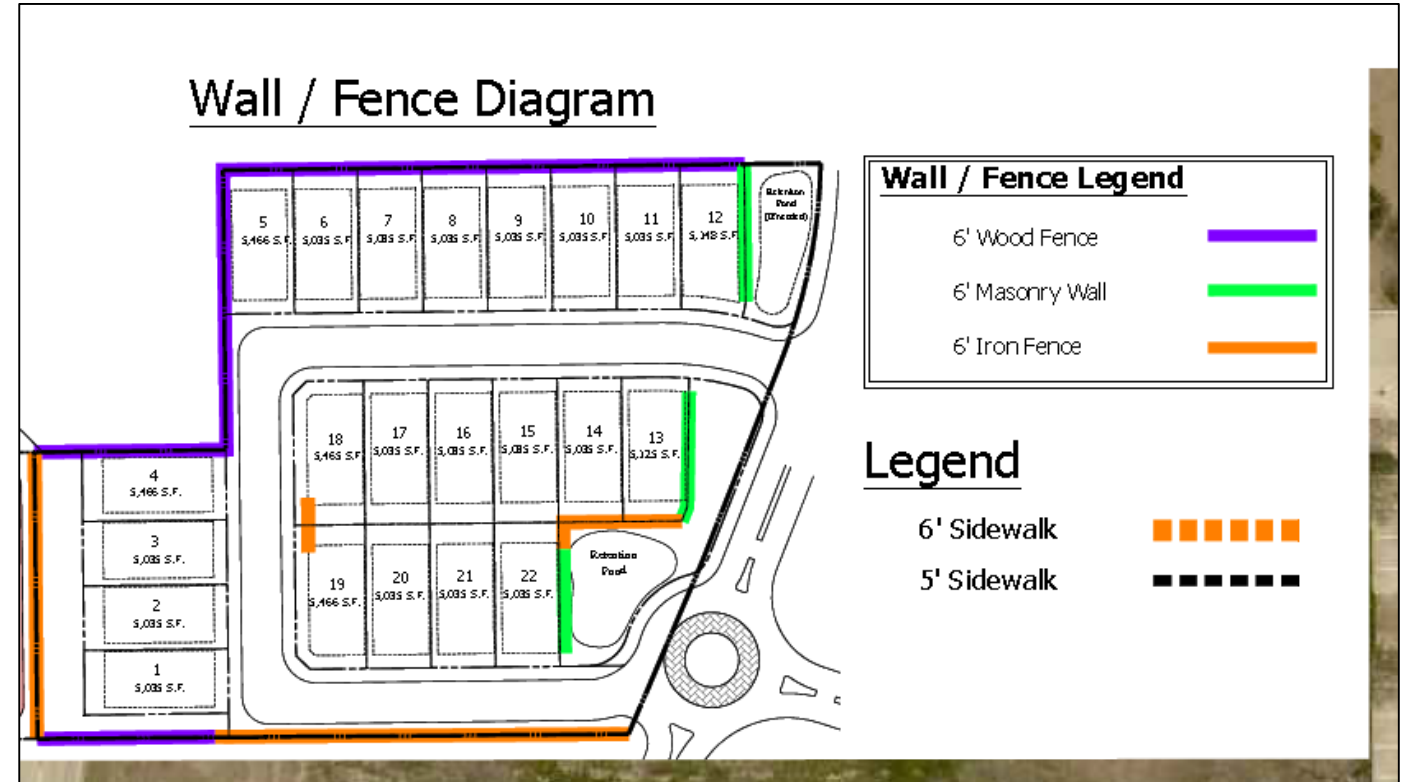 Wall / Fence Diagram
Wall / Fence Legend
6' Wood Fence
6' Masonry Wall
6' Iron Fence
Legend
6' Sidewalk
5' Sidewalk
5
5,466 S.F.
6
5,035 S.F.
7
5,035 S.F.
8
5,035 S.F.
9
5,035 S.F.
10
5,035 S.F.
11
5,035 S.F.
12
S.F.
Retention
Pond
18
5,465 S.F.
17
5,035 S.F.
16
5,035 S.F.
15
5,035 S.F.
14
5,035 S.F.
13
5,125 S.F.
4
5,466 S.F.
3
5,035 S.F.
2
5,035 S.F.
1
5,035 S.F.
19
5,466 S.F.
20
5,035 S.F.
21
5,035 S.F.
22
5,035 S.F.
Retention
Pond